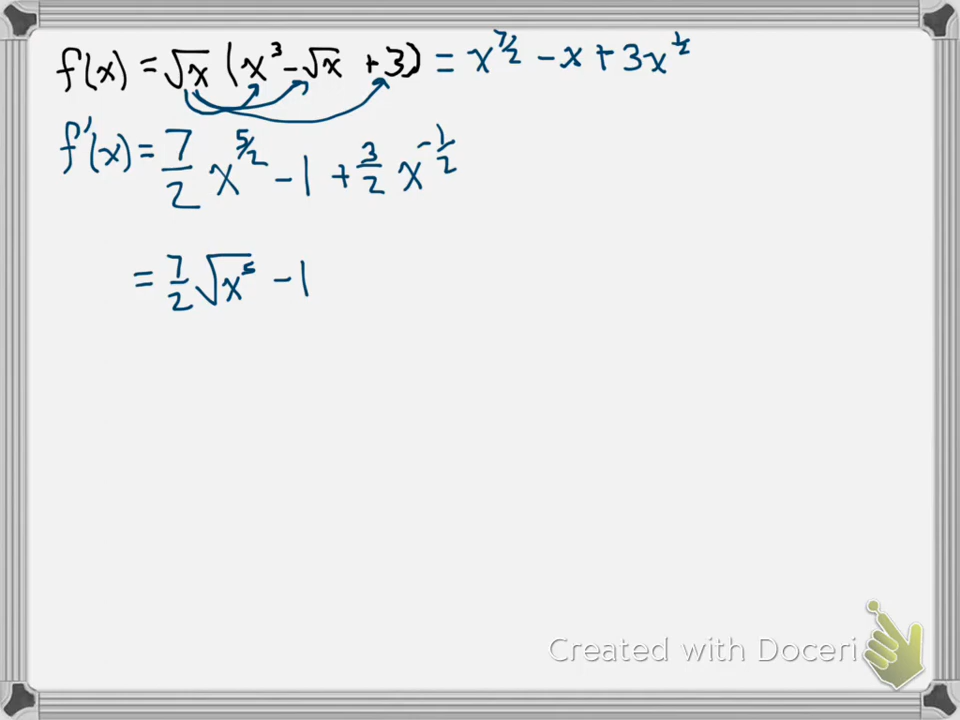 f(x) = √x (x³ - √x + 3) = x^{7/2} - x + 3x^{1/2}
f'(x) = 7/2 x^{5/2} - 1 + 3/2 x^{-1/2}
= 7/2 √x⁵ - 1
Created with Doceri